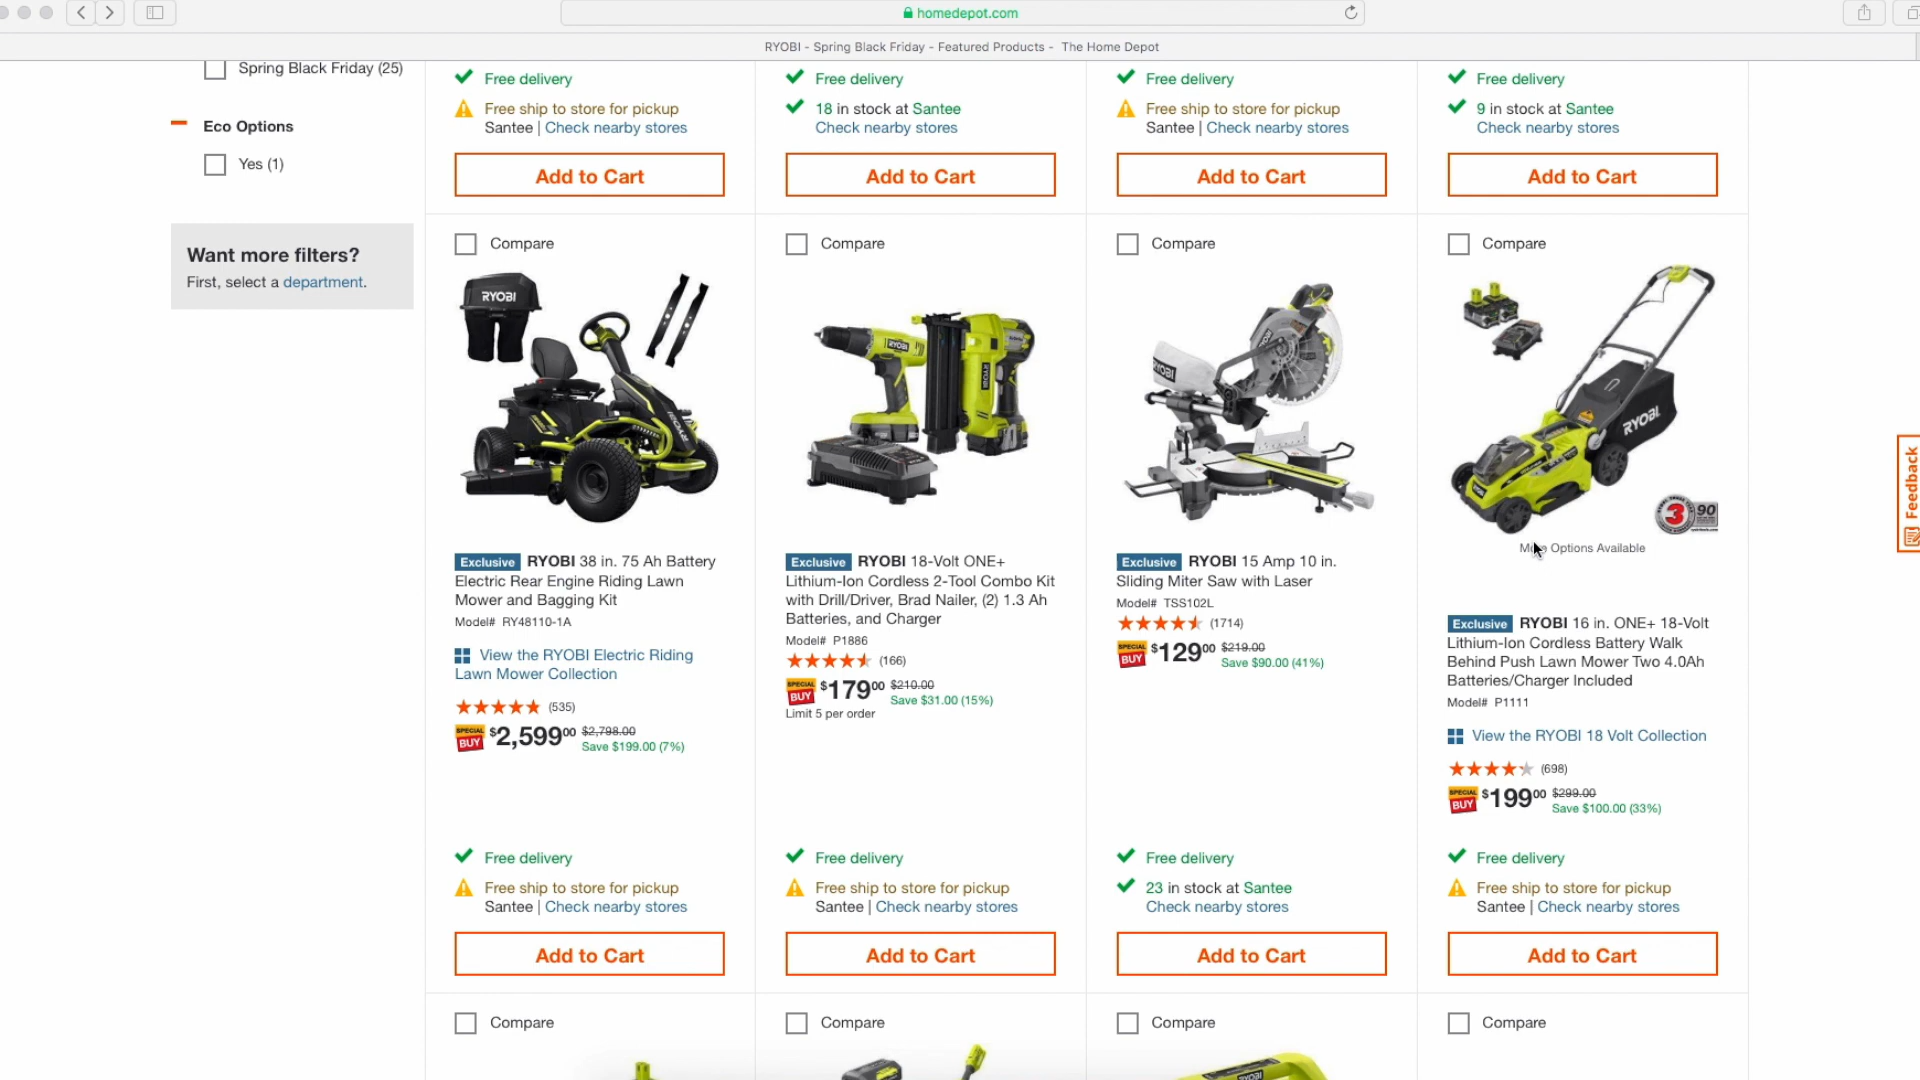 homedepot.com
RYOBI - Spring Black Friday - Featured Products - The Home Depot
Spring Black Friday (25)
Eco Options
Yes (1)
Want more filters?
First, select a department.
Free delivery
Free ship to store for pickup
Santee | Check nearby stores
Add to Cart
Free delivery
18 in stock at Santee
Check nearby stores
Add to Cart
Free delivery
Free ship to store for pickup
Santee | Check nearby stores
Add to Cart
Free delivery
9 in stock at Santee
Check nearby stores
Add to Cart
Compare
RYOBI
Exclusive RYOBI 38 in. 75 Ah Battery
Electric Rear Engine Riding Lawn
Mower and Bagging Kit
Model# RY48110-1A
View the RYOBI Electric Riding
Lawn Mower Collection
(535)
SPECIAL BUY $2,599 00 $2,798.00
Save $199.00 (7%)
Free delivery
Free ship to store for pickup
Santee | Check nearby stores
Add to Cart
Compare
RYOBI
RYOBI
Exclusive RYOBI 18-Volt ONE+
Lithium-Ion Cordless 2-Tool Combo Kit
with Drill/Driver, Brad Nailer, (2) 1.3 Ah
Batteries, and Charger
Model# P1886
(166)
SPECIAL BUY $179 00 $210.00
Save $31.00 (15%)
Limit 5 per order
Free delivery
Free ship to store for pickup
Santee | Check nearby stores
Add to Cart
Compare
RYOBI
Exclusive RYOBI 15 Amp 10 in.
Sliding Miter Saw with Laser
Model# TSS102L
(1714)
SPECIAL BUY $129 00 $219.00
Save $90.00 (41%)
Free delivery
23 in stock at Santee
Check nearby stores
Add to Cart
Compare
RYOBI
3 90
Options Available
Exclusive RYOBI 16 in. ONE+ 18-Volt
Lithium-Ion Cordless Battery Walk
Behind Push Lawn Mower Two 4.0Ah
Batteries/Charger Included
Model# P1111
View the RYOBI 18 Volt Collection
(698)
SPECIAL BUY $199 00 $299.00
Save $100.00 (33%)
Free delivery
Free ship to store for pickup
Santee | Check nearby stores
Add to Cart
Feedback
Compare
Compare
Compare
RYOBI
Compare